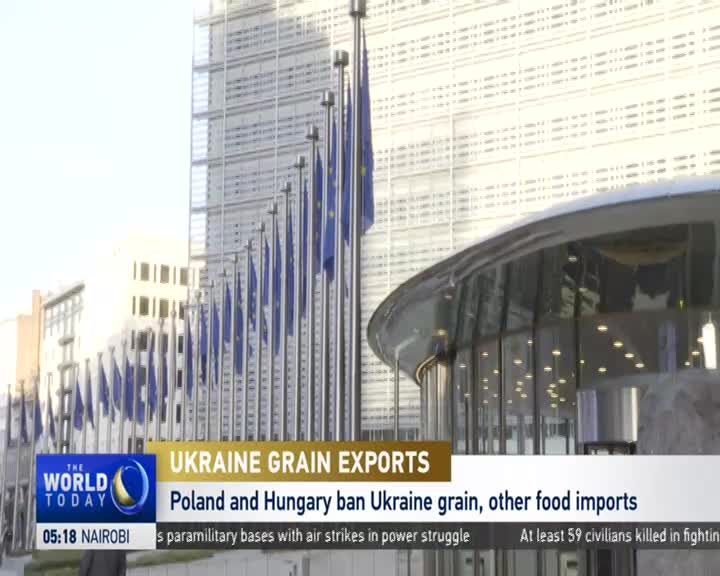 UKRAINE GRAIN EXPORTS
THE
WORLD
TODAY
Poland and Hungary ban Ukraine grain, other food imports
05:18 NAIROBI
s paramilitary bases with air strikes in power struggle At least 59 civilians killed in fightin